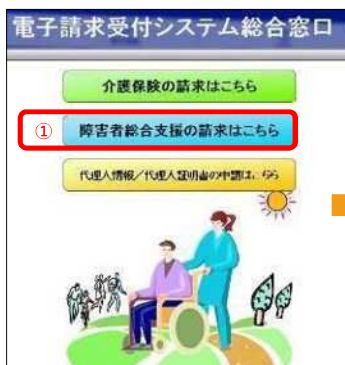 電子請求受付システム総合窓口
介護保険の請求はこちら
① 障害者総合支援の請求はこちら
代理人情報/代理人証明書の申請はこちら